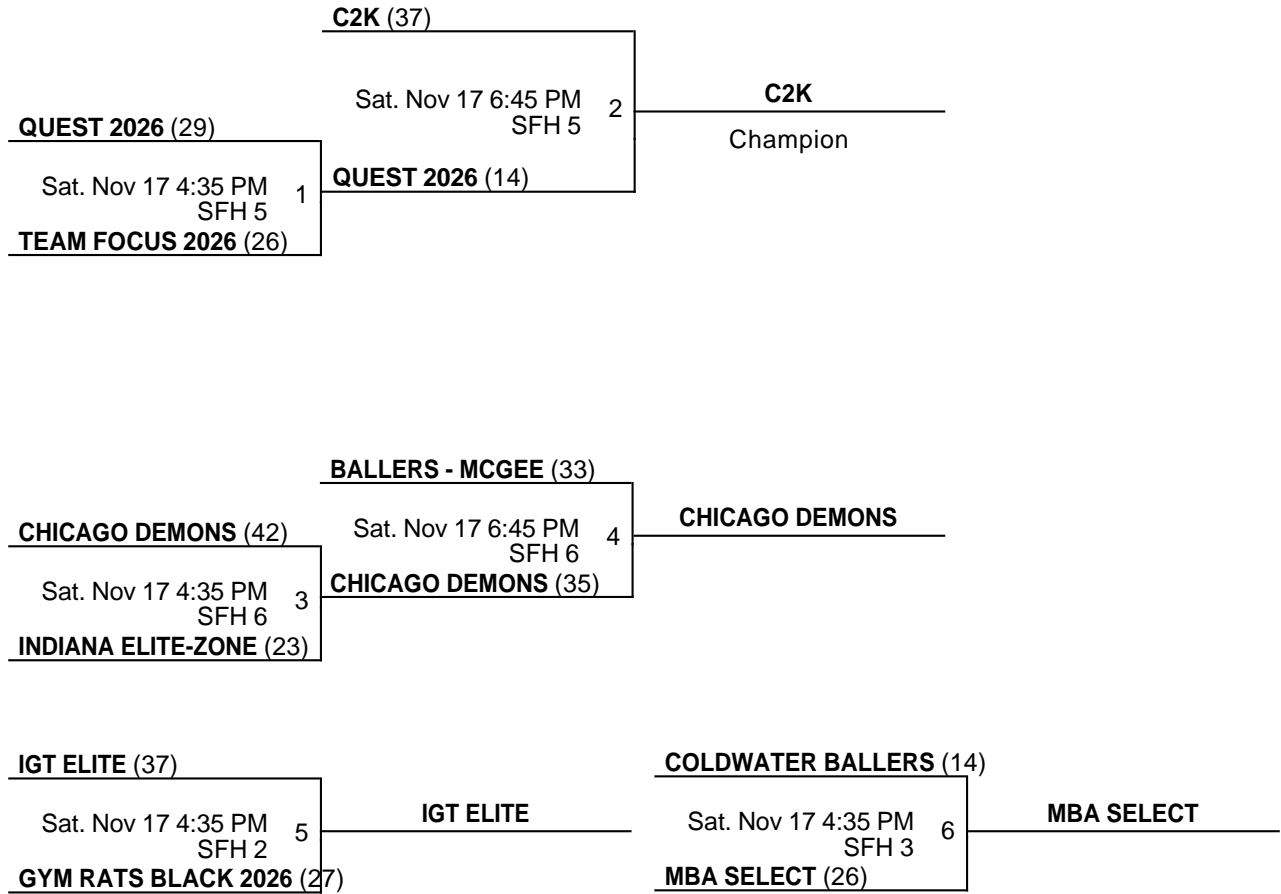 C2K (37)
Sat. Nov 17 6:45 PM
SFH 5
2
C2K
Champion
QUEST 2026 (29)
Sat. Nov 17 4:35 PM
SFH 5
1
QUEST 2026 (14)
TEAM FOCUS 2026 (26)
BALLERS - MCGEE (33)
Sat. Nov 17 6:45 PM
SFH 6
4
CHICAGO DEMONS
CHICAGO DEMONS (42)
Sat. Nov 17 4:35 PM
SFH 6
3
CHICAGO DEMONS (35)
INDIANA ELITE-ZONE (23)
IGT ELITE (37)
Sat. Nov 17 4:35 PM
SFH 2
5
IGT ELITE
GYM RATS BLACK 2026 (27)
COLDWATER BALLERS (14)
Sat. Nov 17 4:35 PM
SFH 3
6
MBA SELECT
MBA SELECT (26)